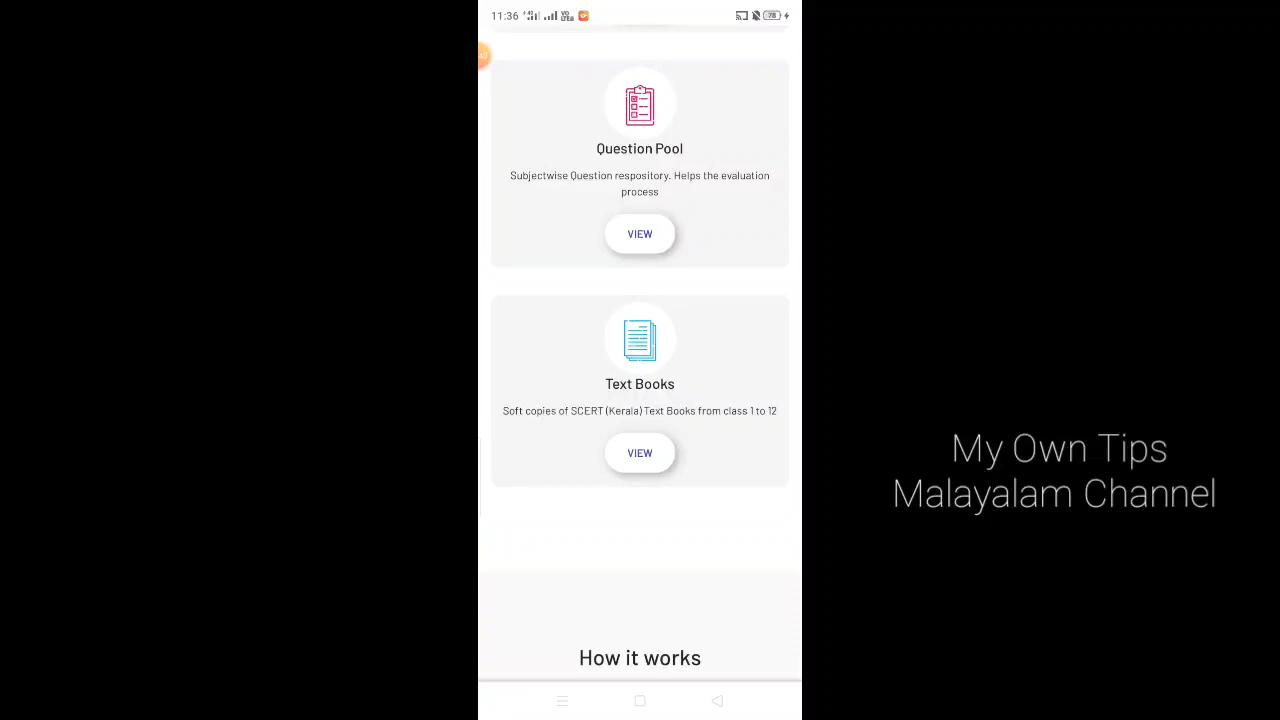 11:36
78
Question Pool
Subjectwise Question respository. Helps the evaluation
process
VIEW
Text Books
Soft copies of SCERT (Kerala) Text Books from class 1 to 12
VIEW
My Own Tips
Malayalam Channel
How it works